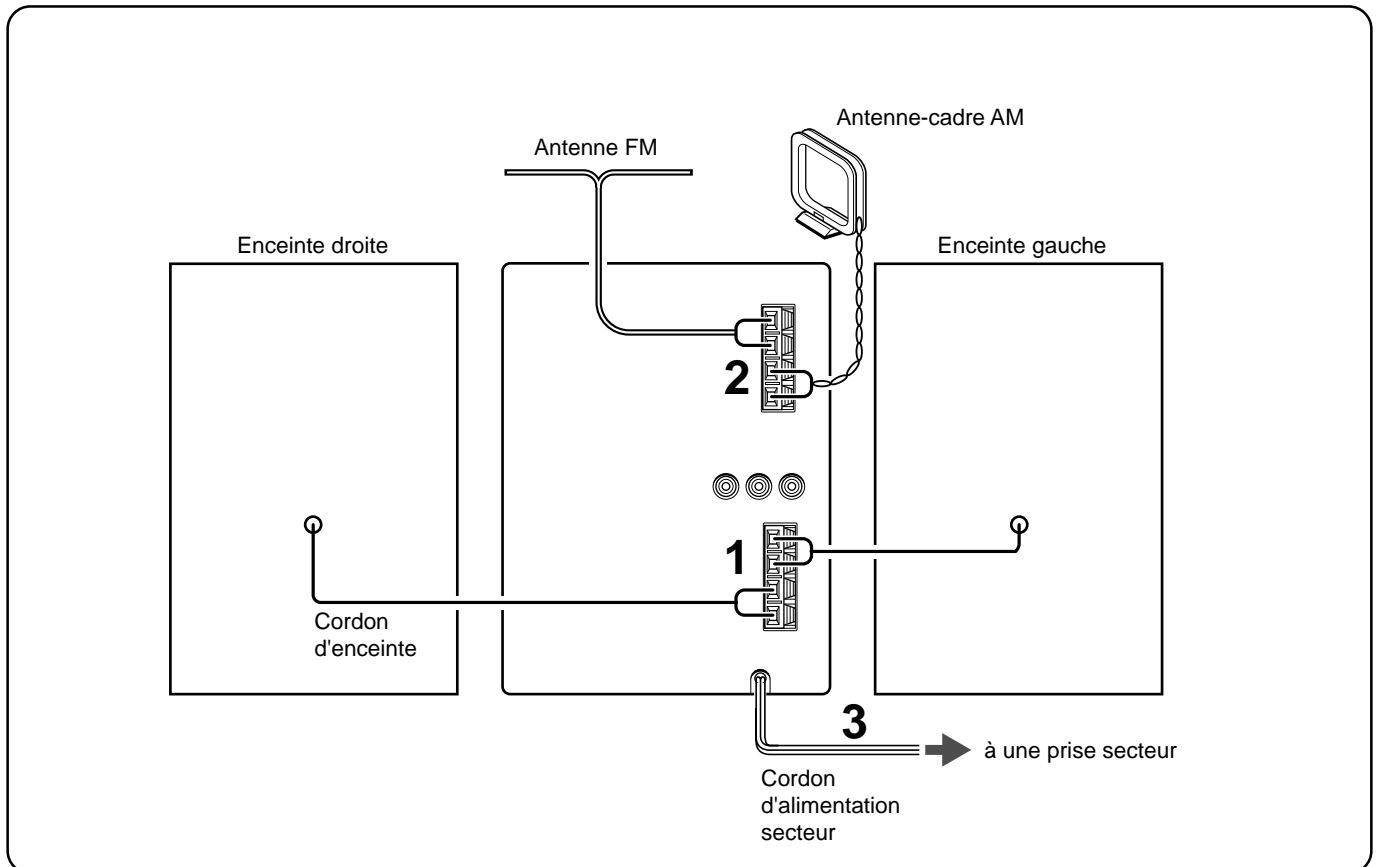 Antenne-cadre AM
Antenne FM
Enceinte droite
Enceinte gauche
2
1
Cordon
d'enceinte
3
à une prise secteur
Cordon
d'alimentation
secteur